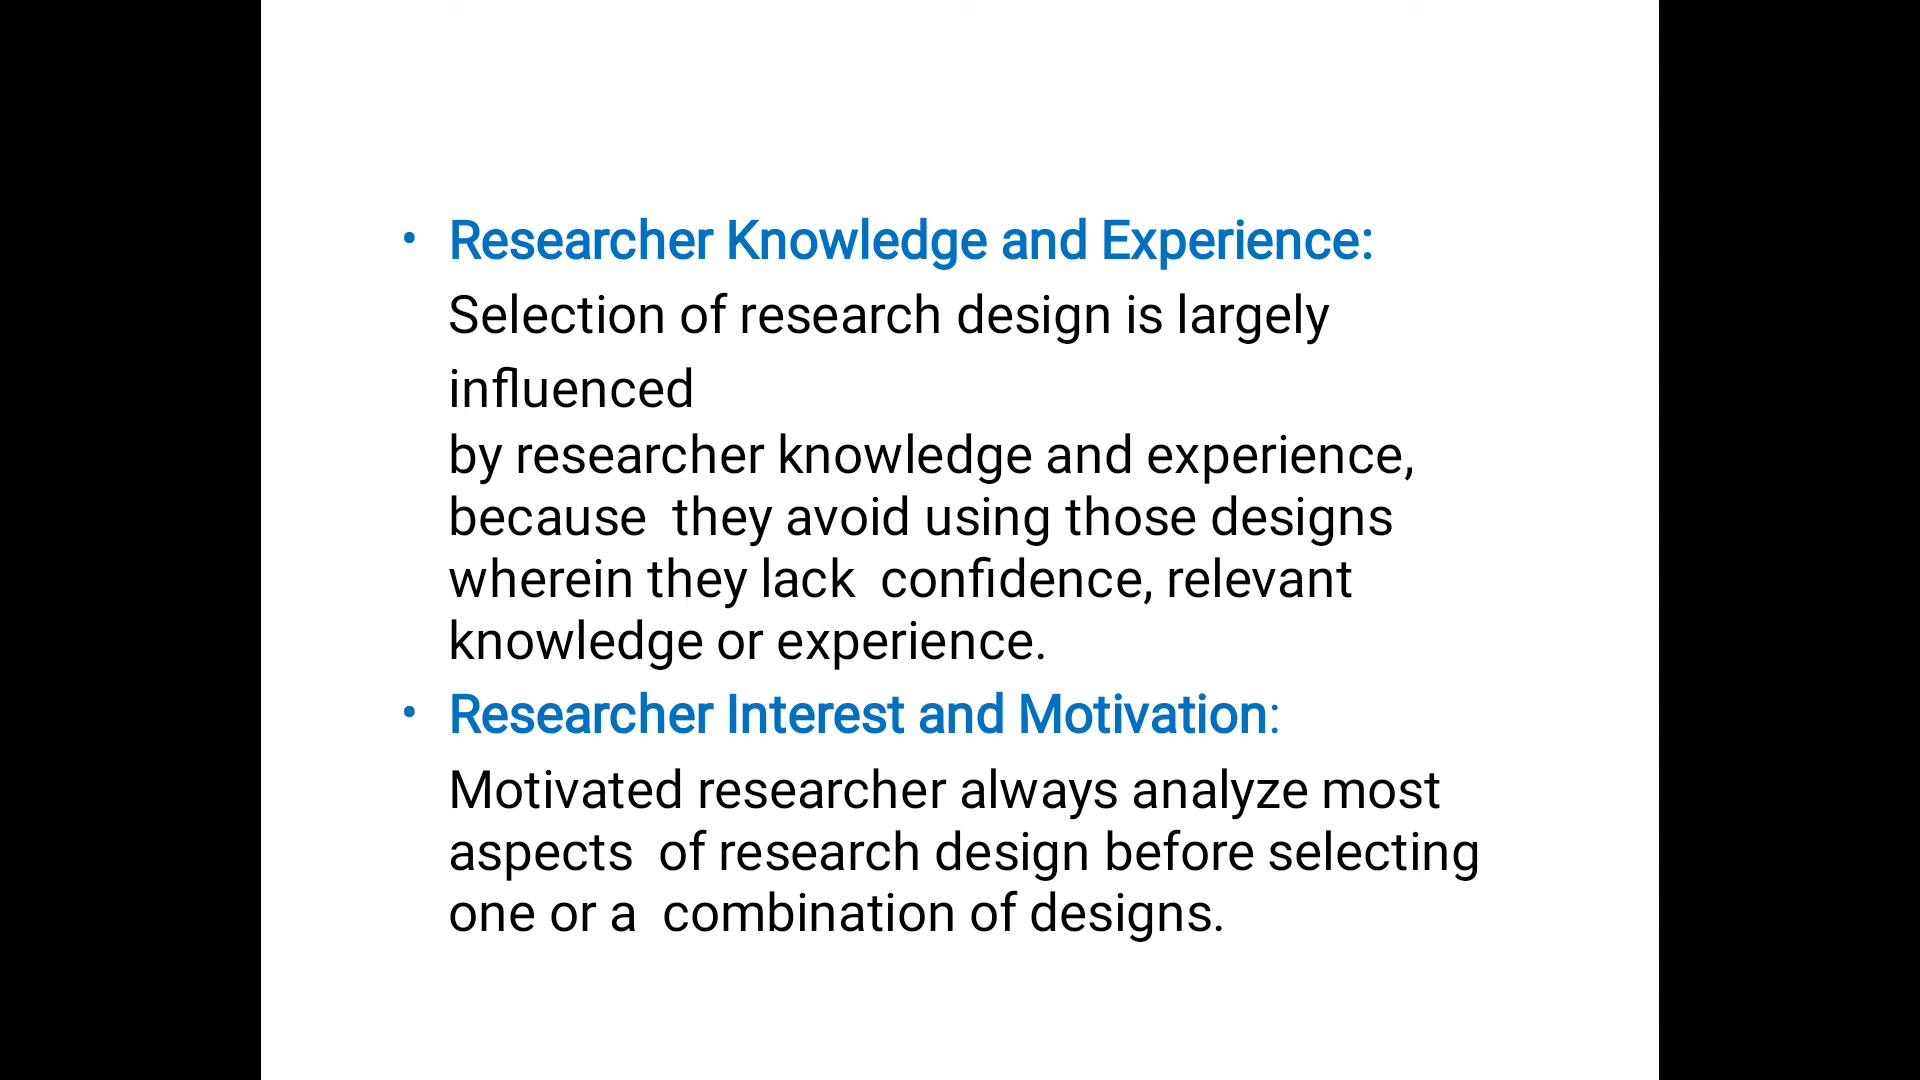 • Researcher Knowledge and Experience:
Selection of research design is largely
influenced
by researcher knowledge and experience,
because  they avoid using those designs
wherein they lack  confidence, relevant
knowledge or experience.
• Researcher Interest and Motivation:
Motivated researcher always analyze most
aspects  of research design before selecting
one or a  combination of designs.